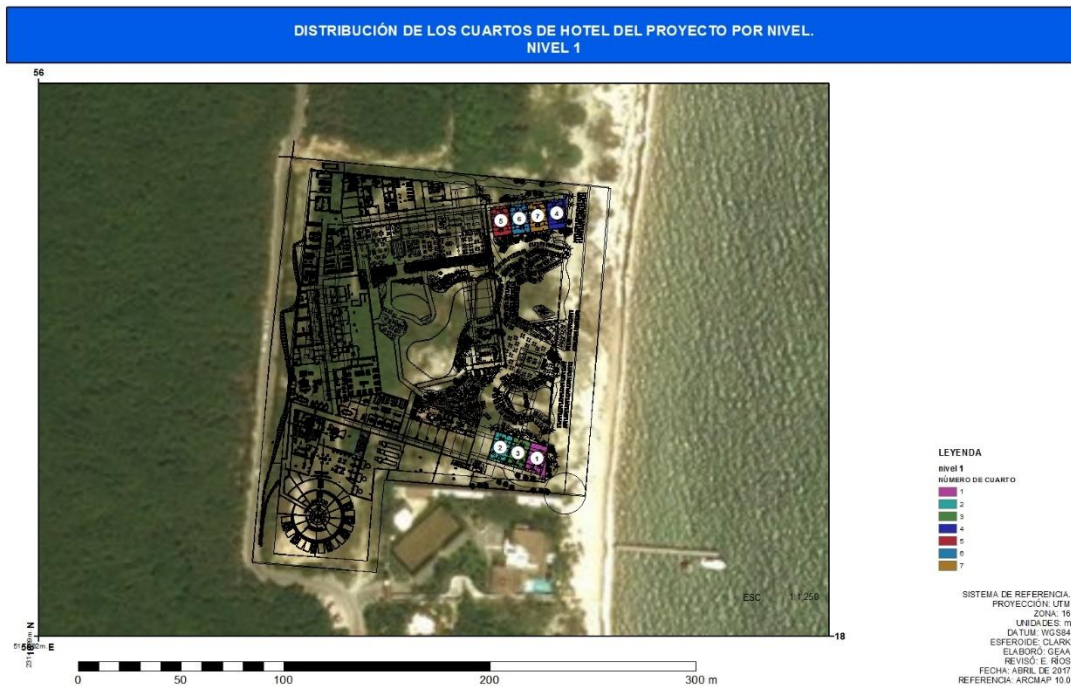 DISTRIBUCIÓN DE LOS CUARTOS DE HOTEL DEL PROYECTO POR NIVEL.
NIVEL 1
56
5 6 7 4
2 3 1
ESC 1:1,250
18
N
E
0 50 100 200 300 m
LEYENDA
nivel 1
NÚMERO DE CUARTO
1
2
3
4
5
6
7
SISTEMA DE REFERENCIA.
PROYECCIÓN: UTM
ZONA: 16
UNIDADES: m
DATUM: WGS84
ESFEROIDE: CLARK
ELABORÓ: GEAA
REVISÓ: E. RÍOS
FECHA: ABRIL DE 2017
REFERENCIA: ARCMAP 10.0